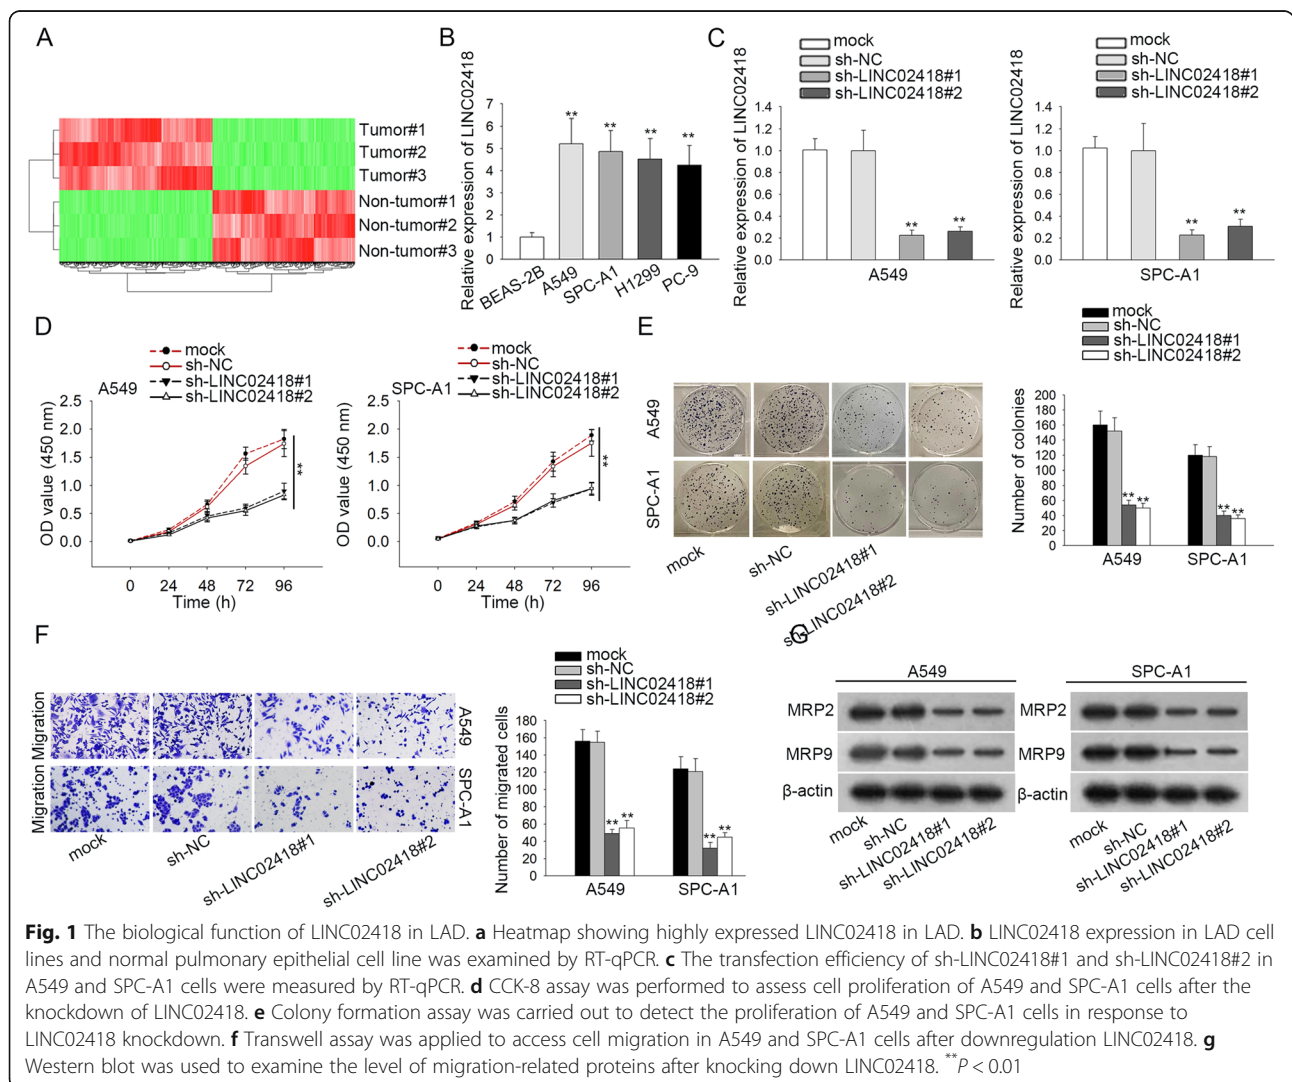 A
Tumor#1
Tumor#2
Tumor#3
Non-tumor#1
Non-tumor#2
Non-tumor#3
B
Relative expression of LINC02418
7
6
5
4
3
2
1
0
**
**
**
**
BEAS-2B
A549
SPC-A1
H1299
PC-9
C
mock
sh-NC
sh-LINC02418#1
sh-LINC02418#2
Relative expression of LINC02418
1.4
1.2
1.0
0.8
0.6
0.4
0.2
0
**
**
A549
mock
sh-NC
sh-LINC02418#1
sh-LINC02418#2
Relative expression of LINC02418
1.4
1.2
1.0
0.8
0.6
0.4
0.2
0
**
**
SPC-A1
D
mock
sh-NC
sh-LINC02418#1
sh-LINC02418#2
A549
OD value (450 nm)
2.5
2.0
1.5
1.0
0.5
0.0
**
0 24 48 72 96
Time (h)
mock
sh-NC
sh-LINC02418#1
sh-LINC02418#2
SPC-A1
OD value (450 nm)
2.5
2.0
1.5
1.0
0.5
0.0
**
0 24 48 72 96
Time (h)
E
A549
SPC-A1
mock
sh-NC
sh-LINC02418#1
sh-LINC02418#2
mock
sh-NC
sh-LINC02418#1
sh-LINC02418#2
Number of colonies
200
180
160
140
120
100
80
60
40
20
0
** **
** **
A549 SPC-A1
F
Migration
A549
Migration
SPC-A1
mock
sh-NC
sh-LINC02418#1
sh-LINC02418#2
mock
sh-NC
sh-LINC02418#1
sh-LINC02418#2
Number of migrated cells
180
160
140
120
100
80
60
40
20
0
** **
** **
A549 SPC-A1
G
A549
MRP2
MRP9
β-actin
mock
sh-NC
sh-LINC02418#1
sh-LINC02418#2
SPC-A1
MRP2
MRP9
β-actin
mock
sh-NC
sh-LINC02418#1
sh-LINC02418#2
Fig. 1 The biological function of LINC02418 in LAD. a Heatmap showing highly expressed LINC02418 in LAD. b LINC02418 expression in LAD cell
lines and normal pulmonary epithelial cell line was examined by RT-qPCR. c The transfection efficiency of sh-LINC02418#1 and sh-LINC02418#2 in
A549 and SPC-A1 cells were measured by RT-qPCR. d CCK-8 assay was performed to assess cell proliferation of A549 and SPC-A1 cells after the
knockdown of LINC02418. e Colony formation assay was carried out to detect the proliferation of A549 and SPC-A1 cells in response to
LINC02418 knockdown. f Transwell assay was applied to access cell migration in A549 and SPC-A1 cells after downregulation LINC02418. g
Western blot was used to examine the level of migration-related proteins after knocking down LINC02418. **P < 0.01